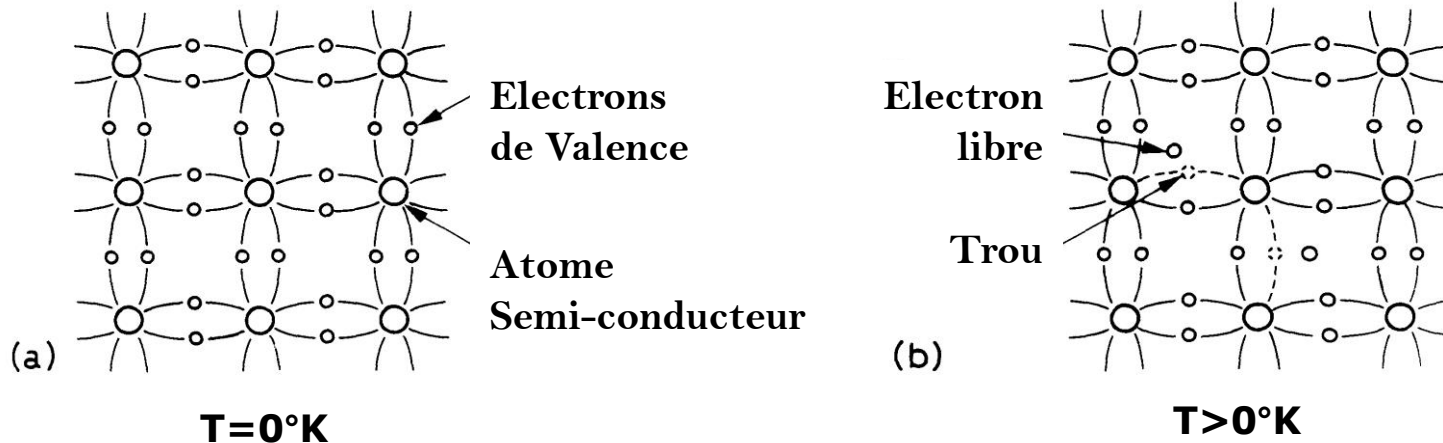 Electrons
de Valence
Atome
Semi-conducteur
(a)
T=0°K
Electron
libre
Trou
(b)
T>0°K